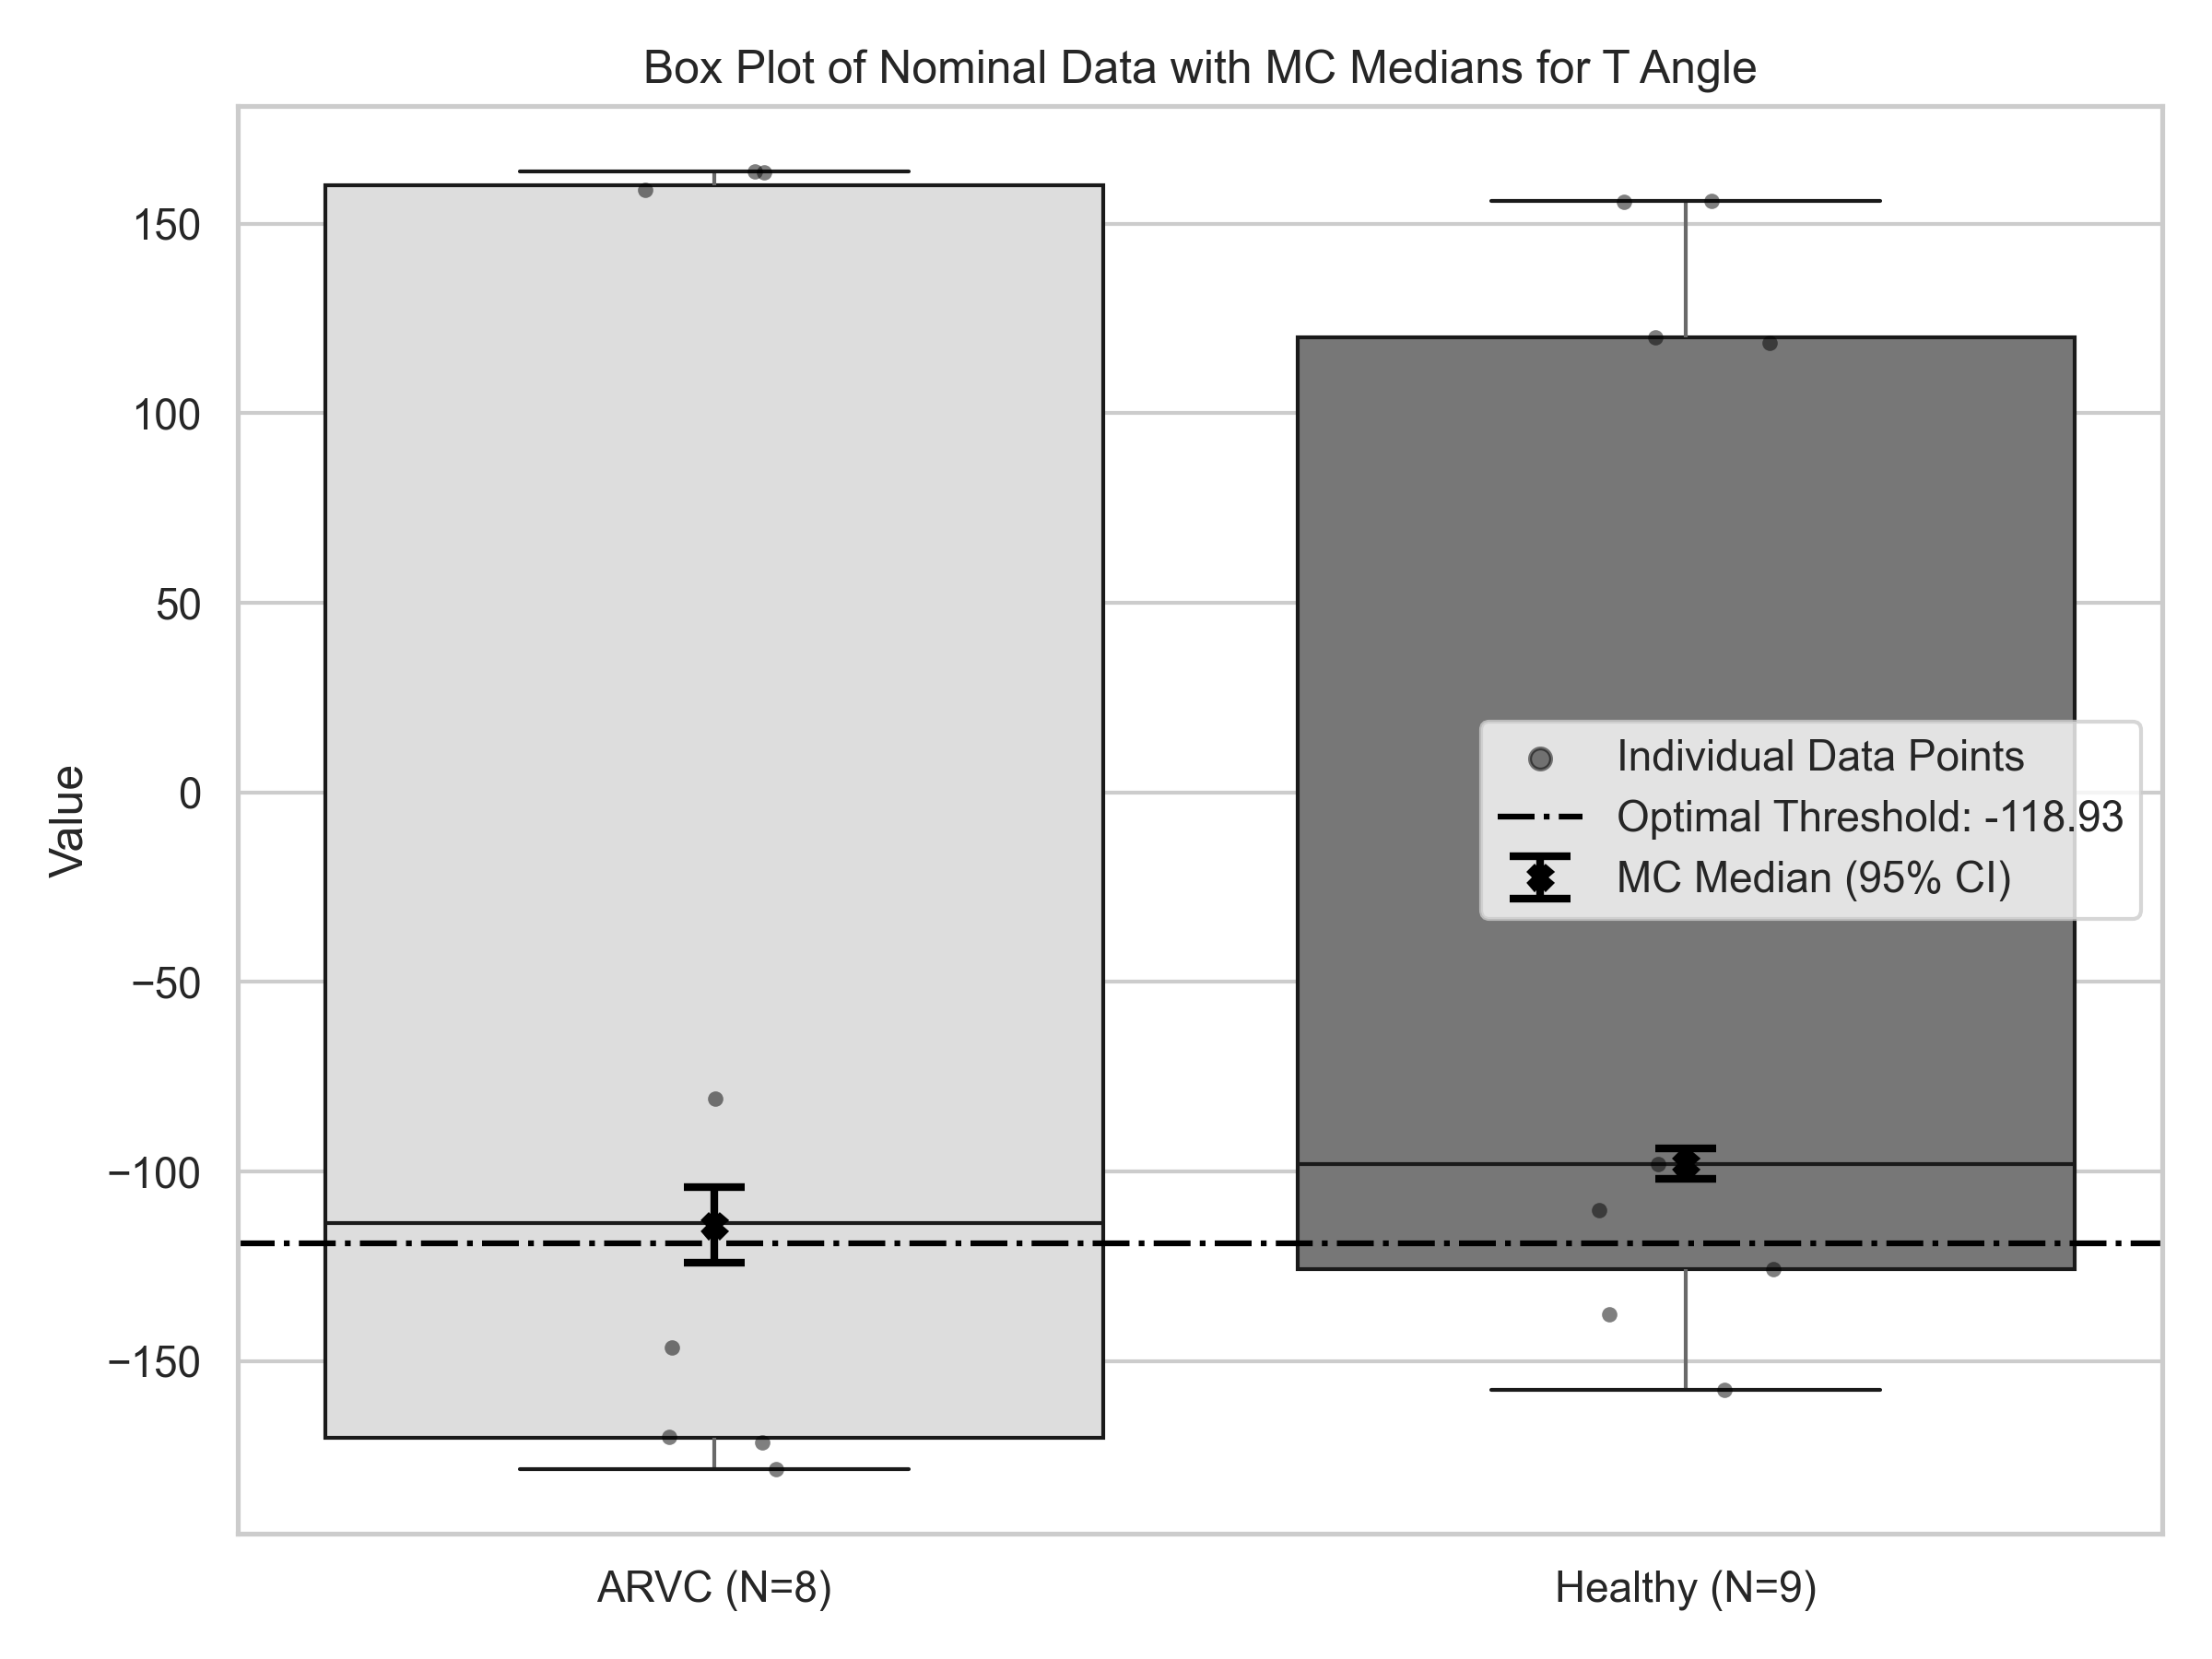 Box Plot of Nominal Data with MC Medians for T Angle
Value
150
100
50
0
−50
−100
−150
Individual Data Points
Optimal Threshold: -118.93
MC Median (95% CI)
ARVC (N=8)
Healthy (N=9)